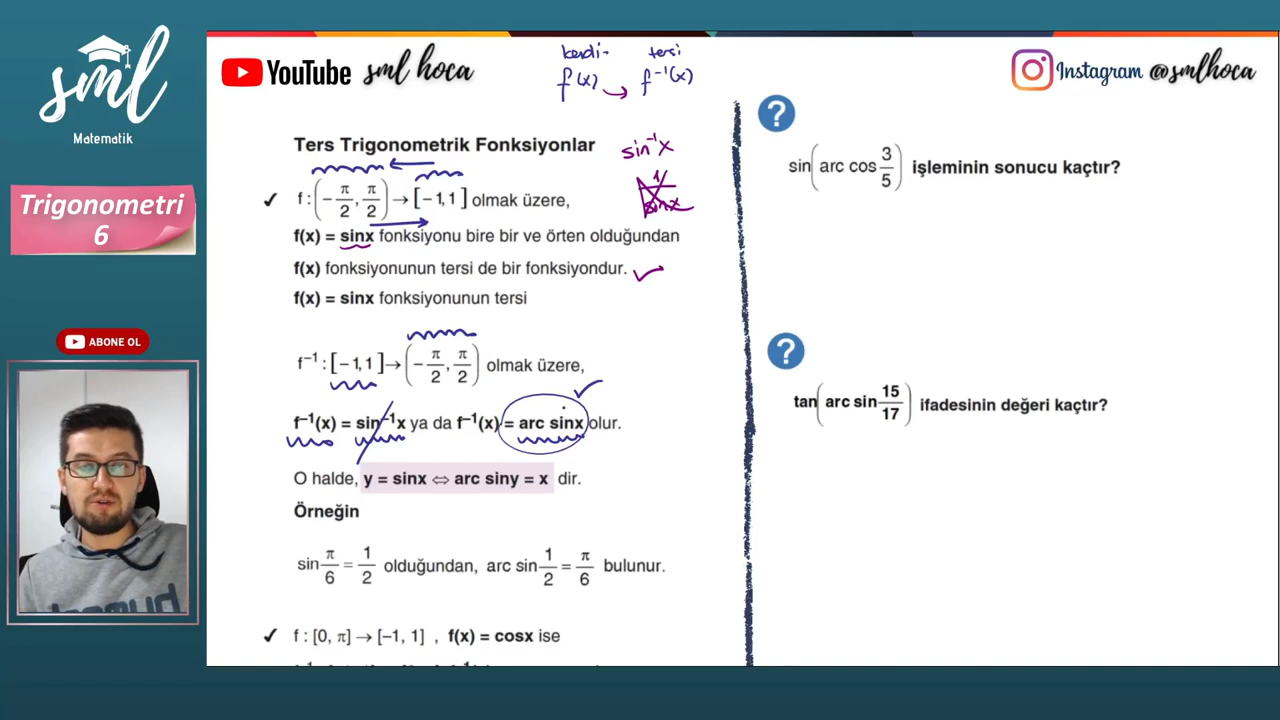 sml
Matematik
Trigonometri
6
ABONE OL
YouTube sml hoca
kendi tersi
f(x) → f⁻¹(x)
Instagram @smlhoca
Ters Trigonometrik Fonksiyonlar
sin⁻¹x
✓ f : (-π/2, π/2) → [-1,1] olmak üzere,
f(x) = sinx fonksiyonu bire bir ve örten olduğundan
f(x) fonksiyonunun tersi de bir fonksiyondur. ✓
f(x) = sinx fonksiyonunun tersi
f⁻¹ : [-1,1] → (-π/2, π/2) olmak üzere,
f⁻¹(x) = sin⁻¹x ya da f⁻¹(x) = arc sinx olur.
O halde, y = sinx ⇔ arc siny = x dir.
Örneğin
sin π/6 = 1/2 olduğundan, arc sin 1/2 = π/6 bulunur.
✓ f : [0, π] → [–1, 1] , f(x) = cosx ise
?
sin(arc cos 3/5) işleminin sonucu kaçtır?
?
tan(arc sin 15/17) ifadesinin değeri kaçtır?